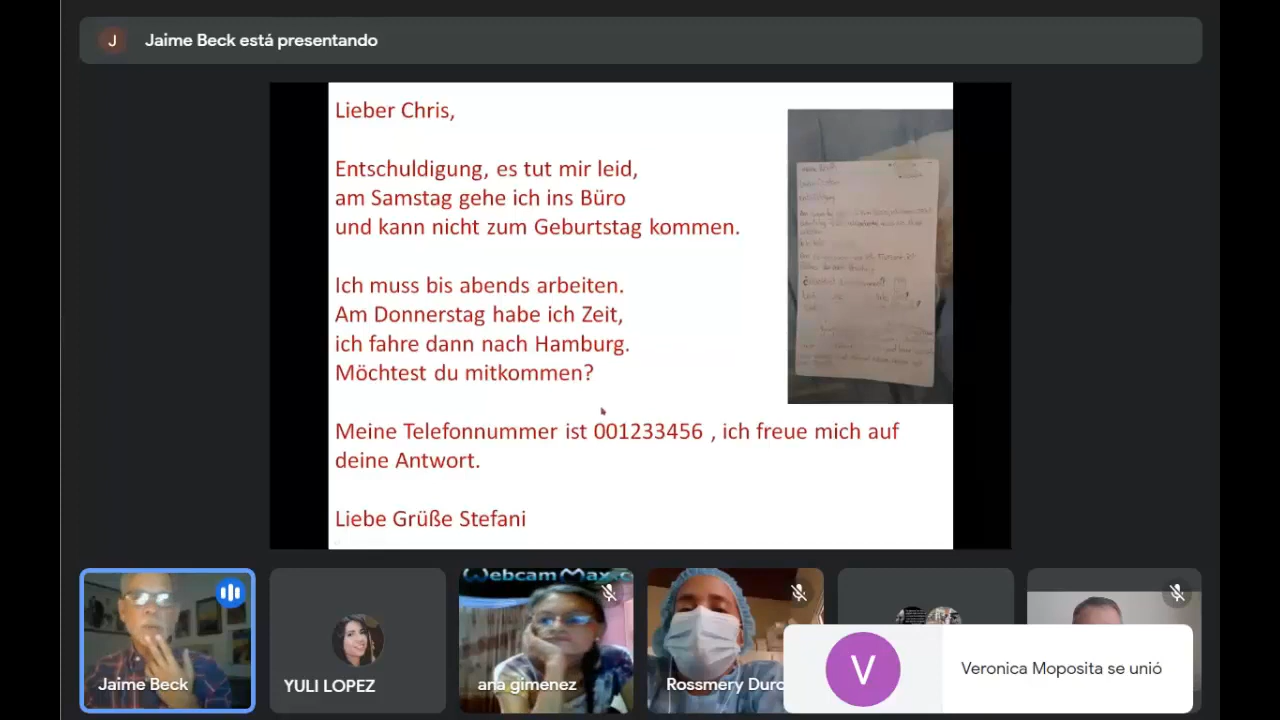 J
Jaime Beck está presentando
Lieber Chris,
Entschuldigung, es tut mir leid,
am Samstag gehe ich ins Büro
und kann nicht zum Geburtstag kommen.
Ich muss bis abends arbeiten.
Am Donnerstag habe ich Zeit,
ich fahre dann nach Hamburg.
Möchtest du mitkommen?
Meine Telefonnummer ist 001233456 , ich freue mich auf
deine Antwort.
Liebe Grüße Stefani
WebcamMax.c
Jaime Beck
YULI LOPEZ
ana gimenez
Rossmery Durc
V
Veronica Moposita se unió